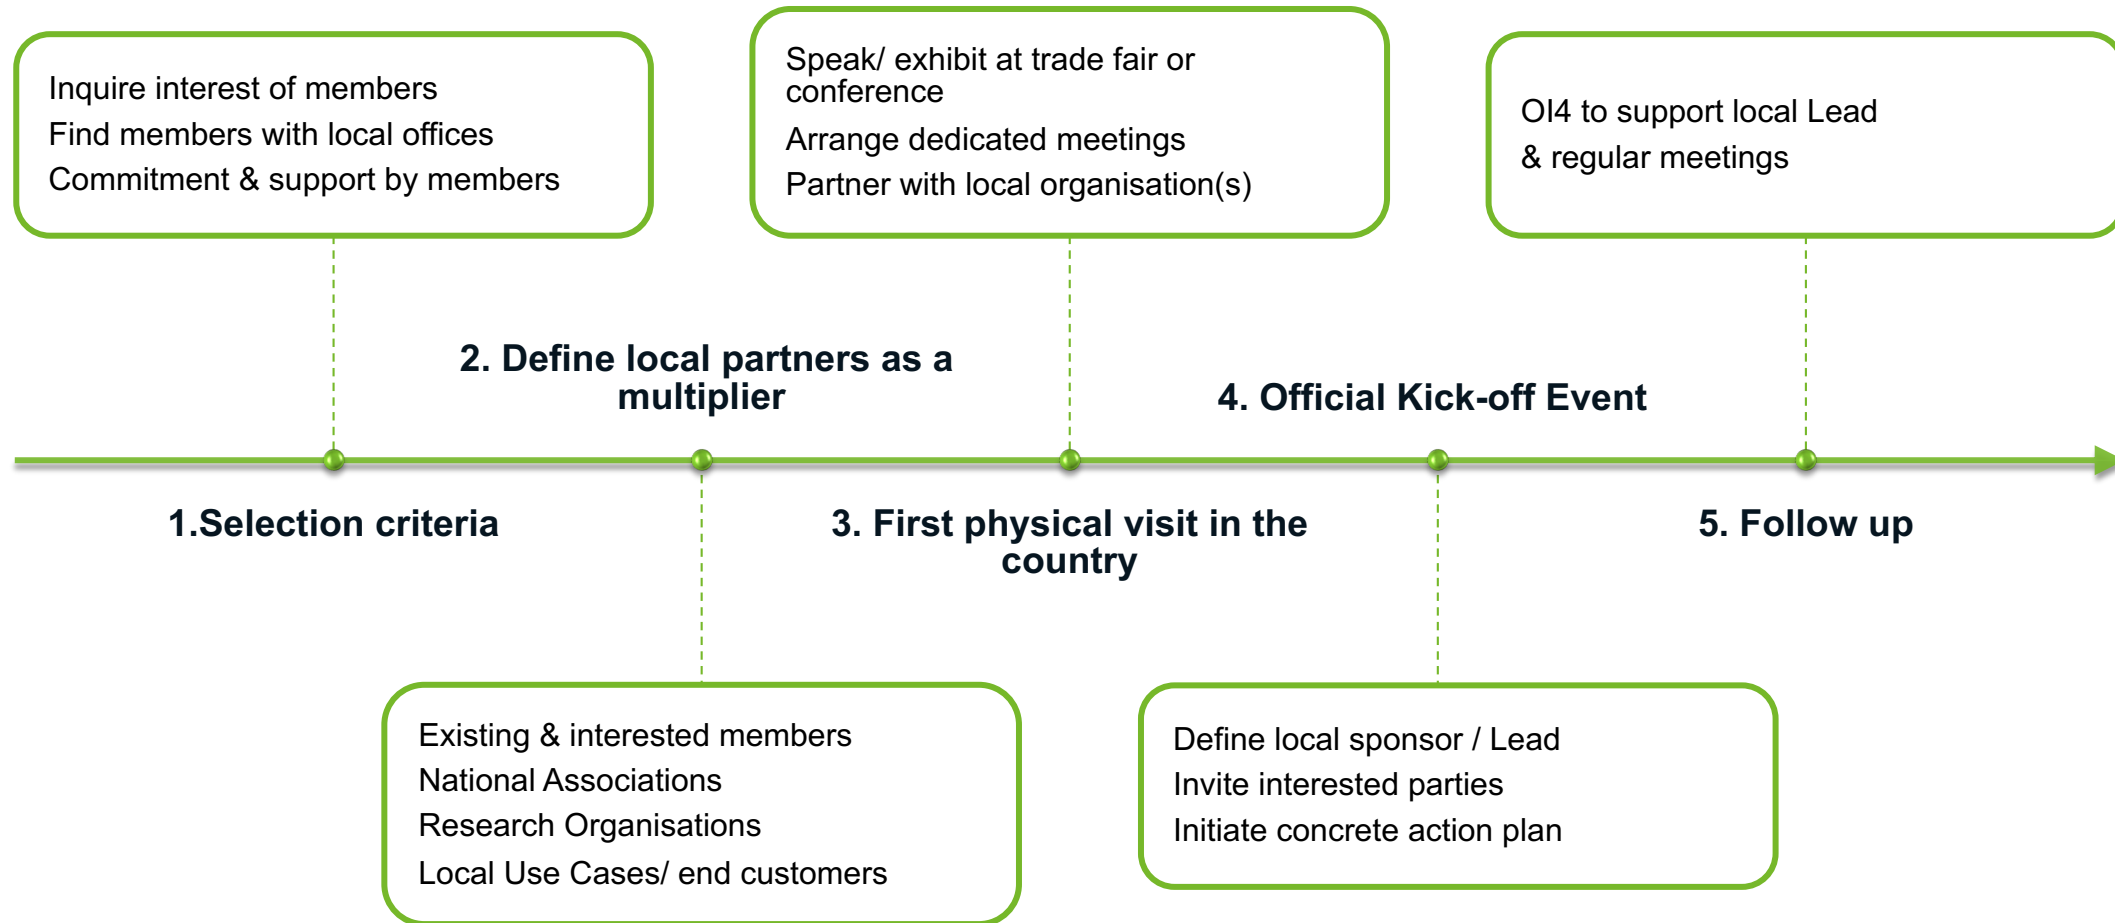 Inquire interest of members
Find members with local offices
Commitment & support by members
Speak/ exhibit at trade fair or
conference
Arrange dedicated meetings
Partner with local organisation(s)
OI4 to support local Lead
& regular meetings
2. Define local partners as a
multiplier
4. Official Kick-off Event
1.Selection criteria
3. First physical visit in the
country
5. Follow up
Existing & interested members
National Associations
Research Organisations
Local Use Cases/ end customers
Define local sponsor / Lead
Invite interested parties
Initiate concrete action plan